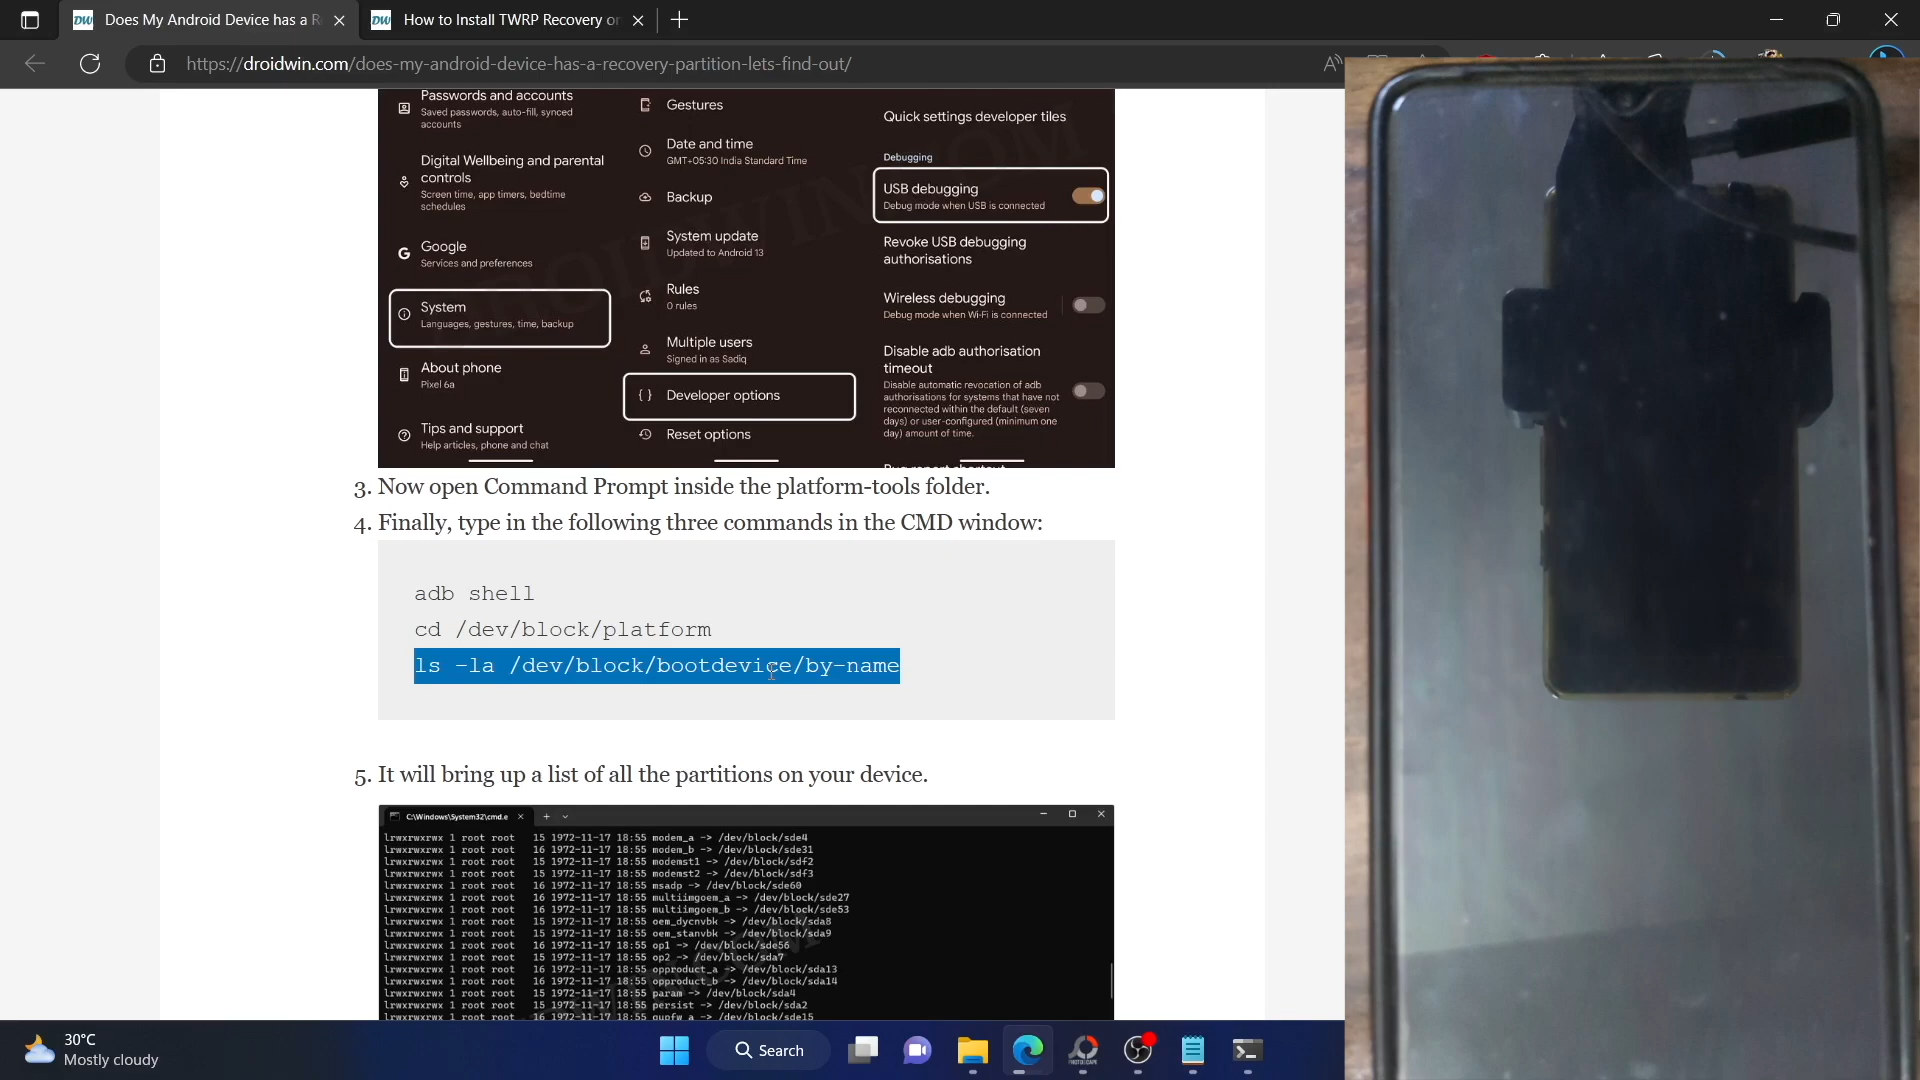 Does My Android Device has a R
How to Install TWRP Recovery or
https://droidwin.com/does-my-android-device-has-a-recovery-partition-lets-find-out/
Passwords and accounts
Saved passwords, auto-fill, synced
accounts
Digital Wellbeing and parental
controls
Screen time, app timers, bedtime
schedules
Google
Services and preferences
System
Languages, gestures, time, backup
About phone
Pixel 6a
Tips and support
Help articles, phone and chat
Gestures
Date and time
GMT+05:30 India Standard Time
Backup
System update
Updated to Android 13
Rules
0 rules
Multiple users
Signed in as Sadiq
{ } Developer options
Reset options
Quick settings developer tiles
Debugging
USB debugging
Debug mode when USB is connected
Revoke USB debugging
authorisations
Wireless debugging
Debug mode when Wi-Fi is connected
Disable adb authorisation
timeout
Disable automatic revocation of adb
authorisations for systems that have not
reconnected within the default (seven
days) or user-configured (minimum one
day) amount of time.
3. Now open Command Prompt inside the platform-tools folder.
4. Finally, type in the following three commands in the CMD window:
adb shell
cd /dev/block/platform
ls -la /dev/block/bootdevice/by-name
5. It will bring up a list of all the partitions on your device.
C:\Windows\System32\cmd.e
lrwxrwxrwx 1 root root 15 1972-11-17 18:55 modem_a -> /dev/block/sde4
lrwxrwxrwx 1 root root 16 1972-11-17 18:55 modem_b -> /dev/block/sde31
lrwxrwxrwx 1 root root 15 1972-11-17 18:55 modemst1 -> /dev/block/sdf2
lrwxrwxrwx 1 root root 15 1972-11-17 18:55 modemst2 -> /dev/block/sdf3
lrwxrwxrwx 1 root root 16 1972-11-17 18:55 msadp -> /dev/block/sde60
lrwxrwxrwx 1 root root 16 1972-11-17 18:55 multiimgoem_a -> /dev/block/sde27
lrwxrwxrwx 1 root root 16 1972-11-17 18:55 multiimgoem_b -> /dev/block/sde53
lrwxrwxrwx 1 root root 15 1972-11-17 18:55 oem_dycnvbk -> /dev/block/sda8
lrwxrwxrwx 1 root root 15 1972-11-17 18:55 oem_stanvbk -> /dev/block/sda9
lrwxrwxrwx 1 root root 16 1972-11-17 18:55 op1 -> /dev/block/sde56
lrwxrwxrwx 1 root root 15 1972-11-17 18:55 op2 -> /dev/block/sda7
lrwxrwxrwx 1 root root 16 1972-11-17 18:55 opproduct_a -> /dev/block/sda13
lrwxrwxrwx 1 root root 16 1972-11-17 18:55 opproduct_b -> /dev/block/sda14
lrwxrwxrwx 1 root root 15 1972-11-17 18:55 param -> /dev/block/sda4
lrwxrwxrwx 1 root root 15 1972-11-17 18:55 persist -> /dev/block/sda2
lrwxrwxrwx 1 root root 16 1972-11-17 18:55 qupfw_a -> /dev/block/sde15
30°C
Mostly cloudy
Search